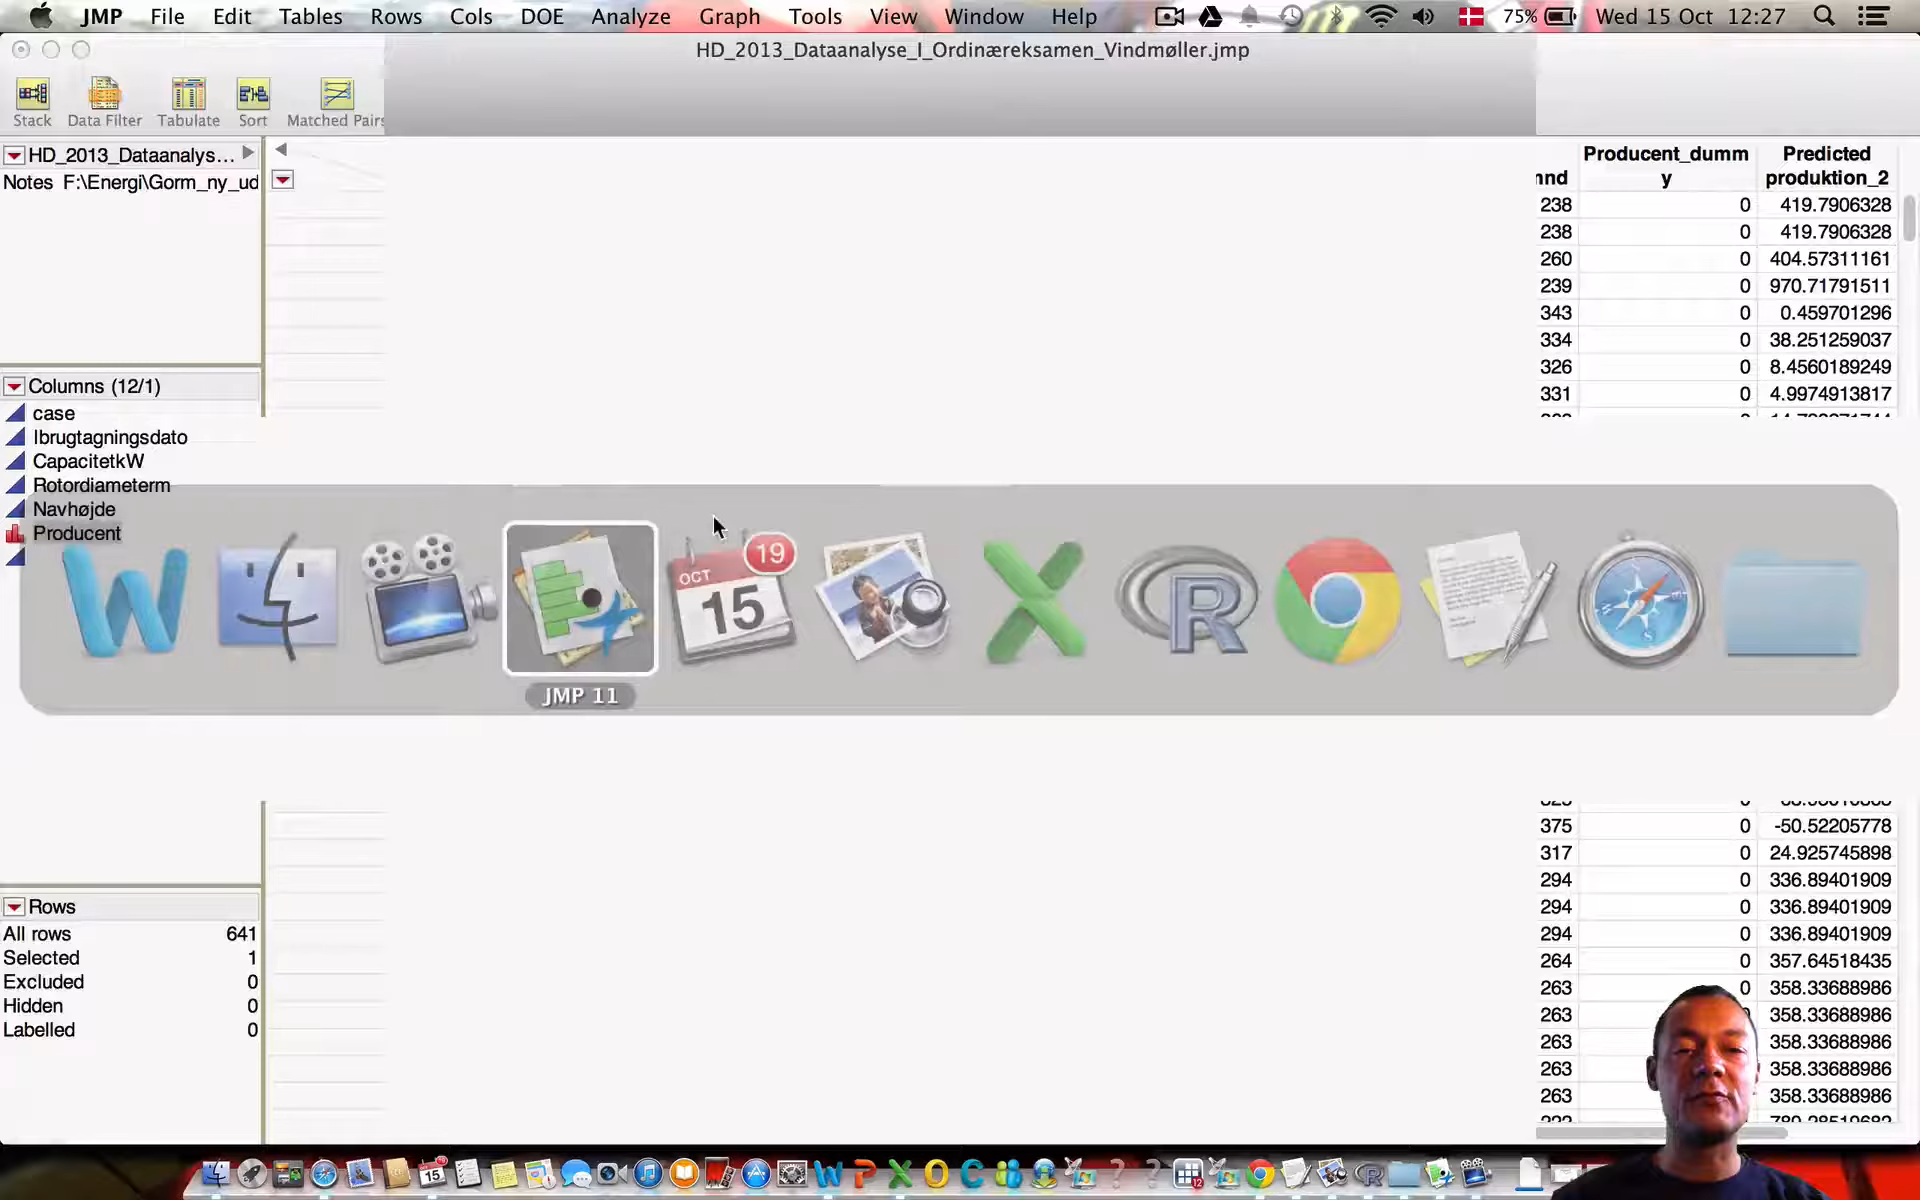 JMP File Edit Tables Rows Cols DOE Analyze Graph Tools View Window Help 75% Wed 15 Oct 12:27
HD_2013_Dataanalyse_I_Ordinæreksamen_Vindmøller.jmp
Stack Data Filter Tabulate Sort Matched Pairs
HD_2013_Dataanalys...
Notes F:\Energi\Gorm_ny_ud
Columns (12/1)
case
Ibrugtagningsdato
CapacitetkW
Rotordiameterm
Navhøjde
Producent
Rows
All rows 641
Selected 1
Excluded 0
Hidden 0
Labelled 0
Producent_dumm Predicted
nnd y produktion_2
238 0 419.7906328
238 0 419.7906328
260 0 404.57311161
239 0 970.71791511
343 0 0.459701296
334 0 38.251259037
326 0 8.4560189249
331 0 4.9974913817
OCT
15
19
JMP 11
375 0 -50.52205778
317 0 24.925745898
294 0 336.89401909
294 0 336.89401909
294 0 336.89401909
264 0 357.64518435
263 0 358.33688986
263 358.33688986
263 358.33688986
263 358.33688986
263 358.33688986
15
12